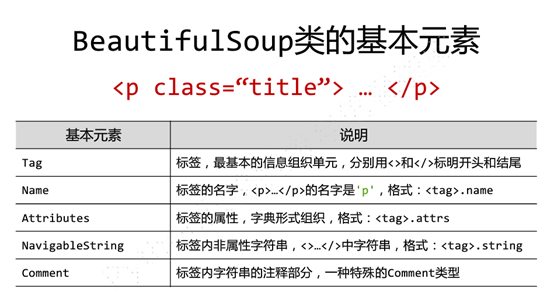 BeautifulSoup类的基本元素
<p class=“title”> … </p>
基本元素 说明
Tag 标签，最基本的信息组织单元，分别用<>和</>标明开头和结尾
Name 标签的名字，<p>…</p>的名字是'p'，格式：<tag>.name
Attributes 标签的属性，字典形式组织，格式：<tag>.attrs
NavigableString 标签内非属性字符串，<>…</>中字符串，格式：<tag>.string
Comment 标签内字符串的注释部分，一种特殊的Comment类型